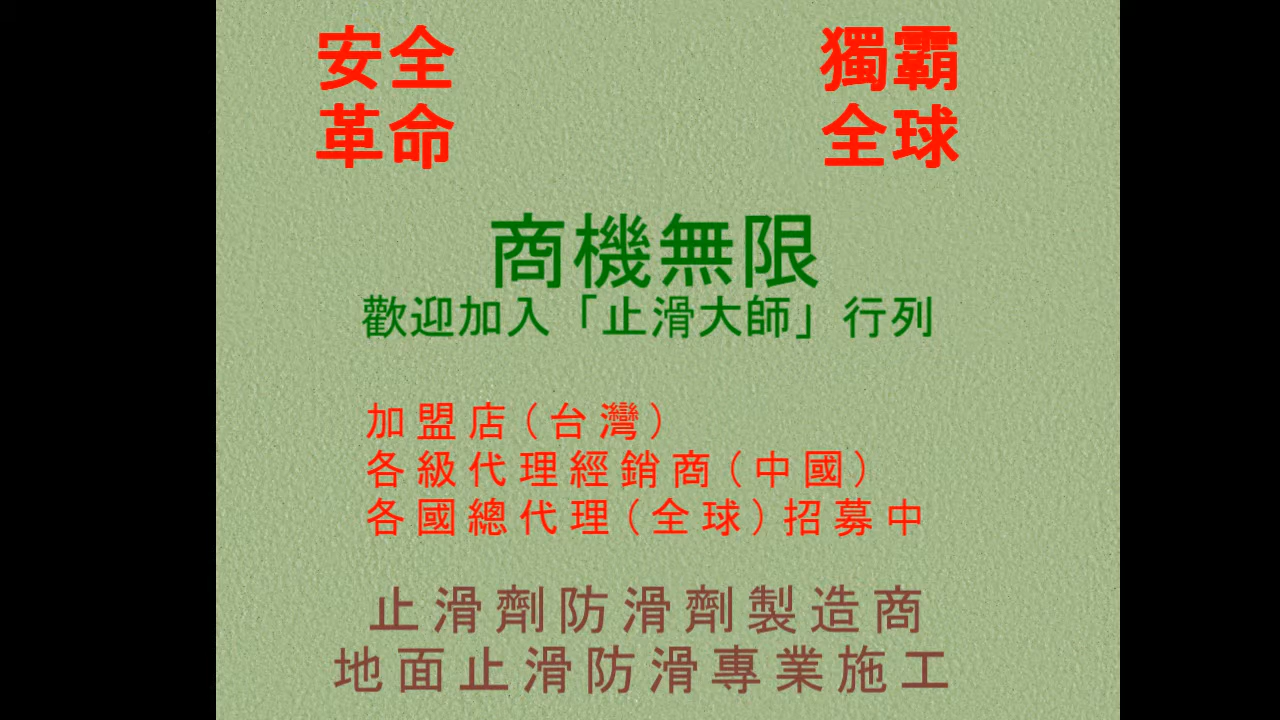 安全
革命
獨霸
全球
商機無限
歡迎加入「止滑大師」行列
加盟店(台灣)
各級代理經銷商(中國)
各國總代理(全球)招募中
止滑劑防滑劑製造商
地面止滑防滑專業施工